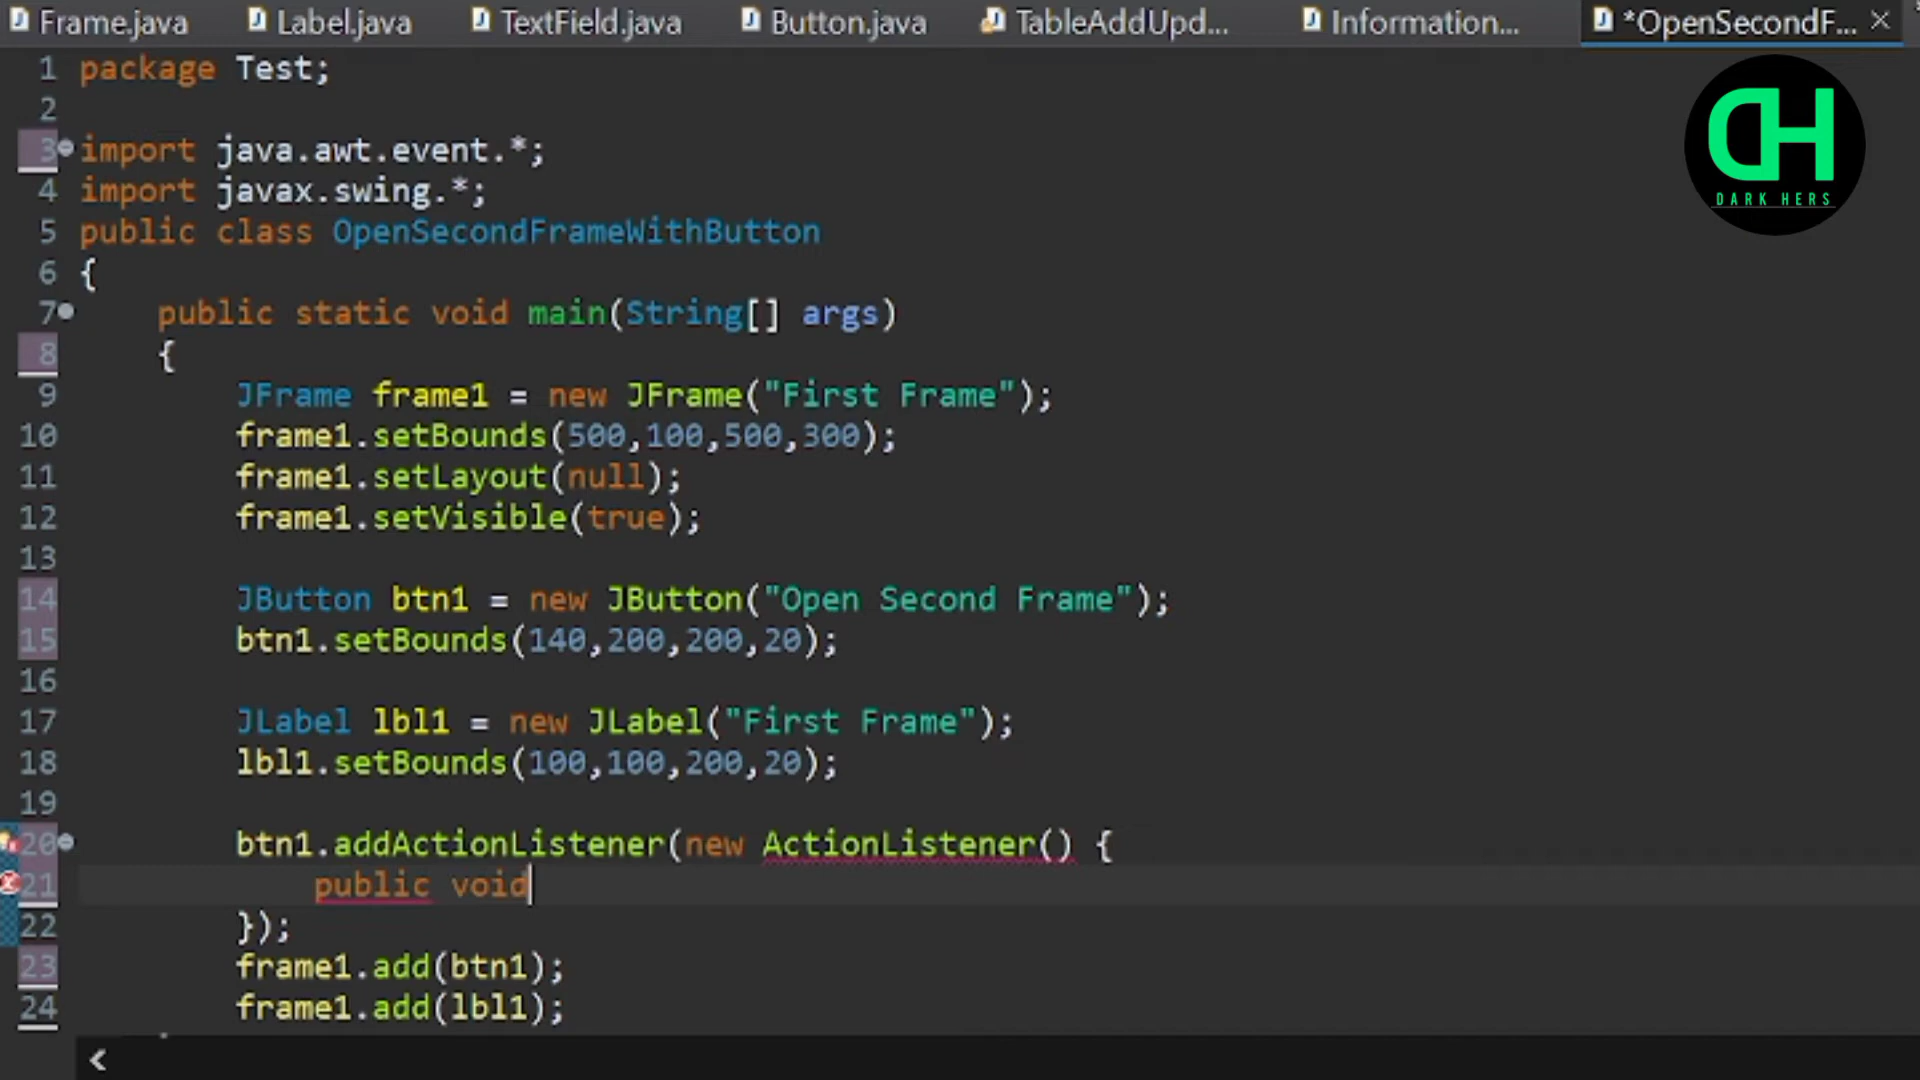 Frame.java Label.java TextField.java Button.java TableAddUpd... Information... *OpenSecondF...
DH
DARK HERS
1 package Test;
2
3 import java.awt.event.*;
4 import javax.swing.*;
5 public class OpenSecondFrameWithButton
6 {
7 public static void main(String[] args)
8 {
9 JFrame frame1 = new JFrame("First Frame");
10 frame1.setBounds(500,100,500,300);
11 frame1.setLayout(null);
12 frame1.setVisible(true);
13
14 JButton btn1 = new JButton("Open Second Frame");
15 btn1.setBounds(140,200,200,20);
16
17 JLabel lbl1 = new JLabel("First Frame");
18 lbl1.setBounds(100,100,200,20);
19
20 btn1.addActionListener(new ActionListener() {
21 public void
22 });
23 frame1.add(btn1);
24 frame1.add(lbl1);